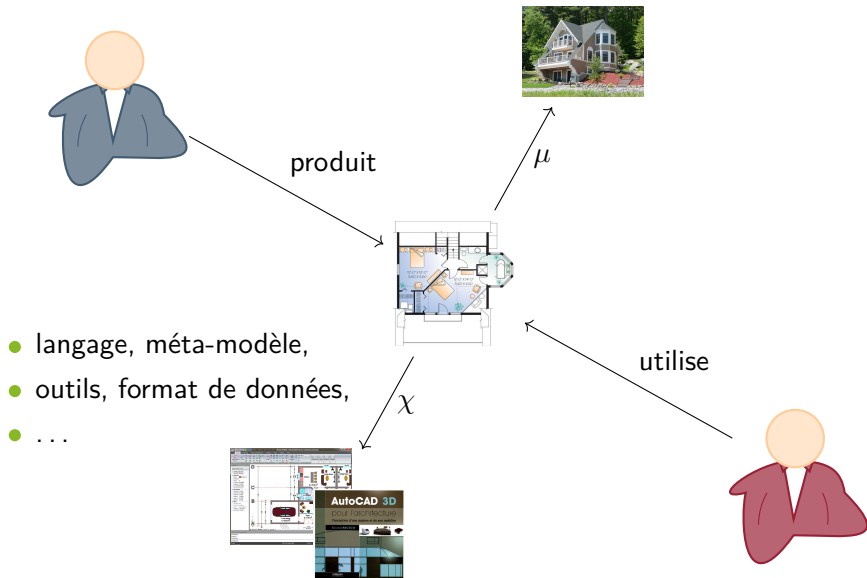 produit
μ
utilise
• langage, méta-modèle,
• outils, format de données,
• ...
χ
AutoCAD 3D
pour l'architecture